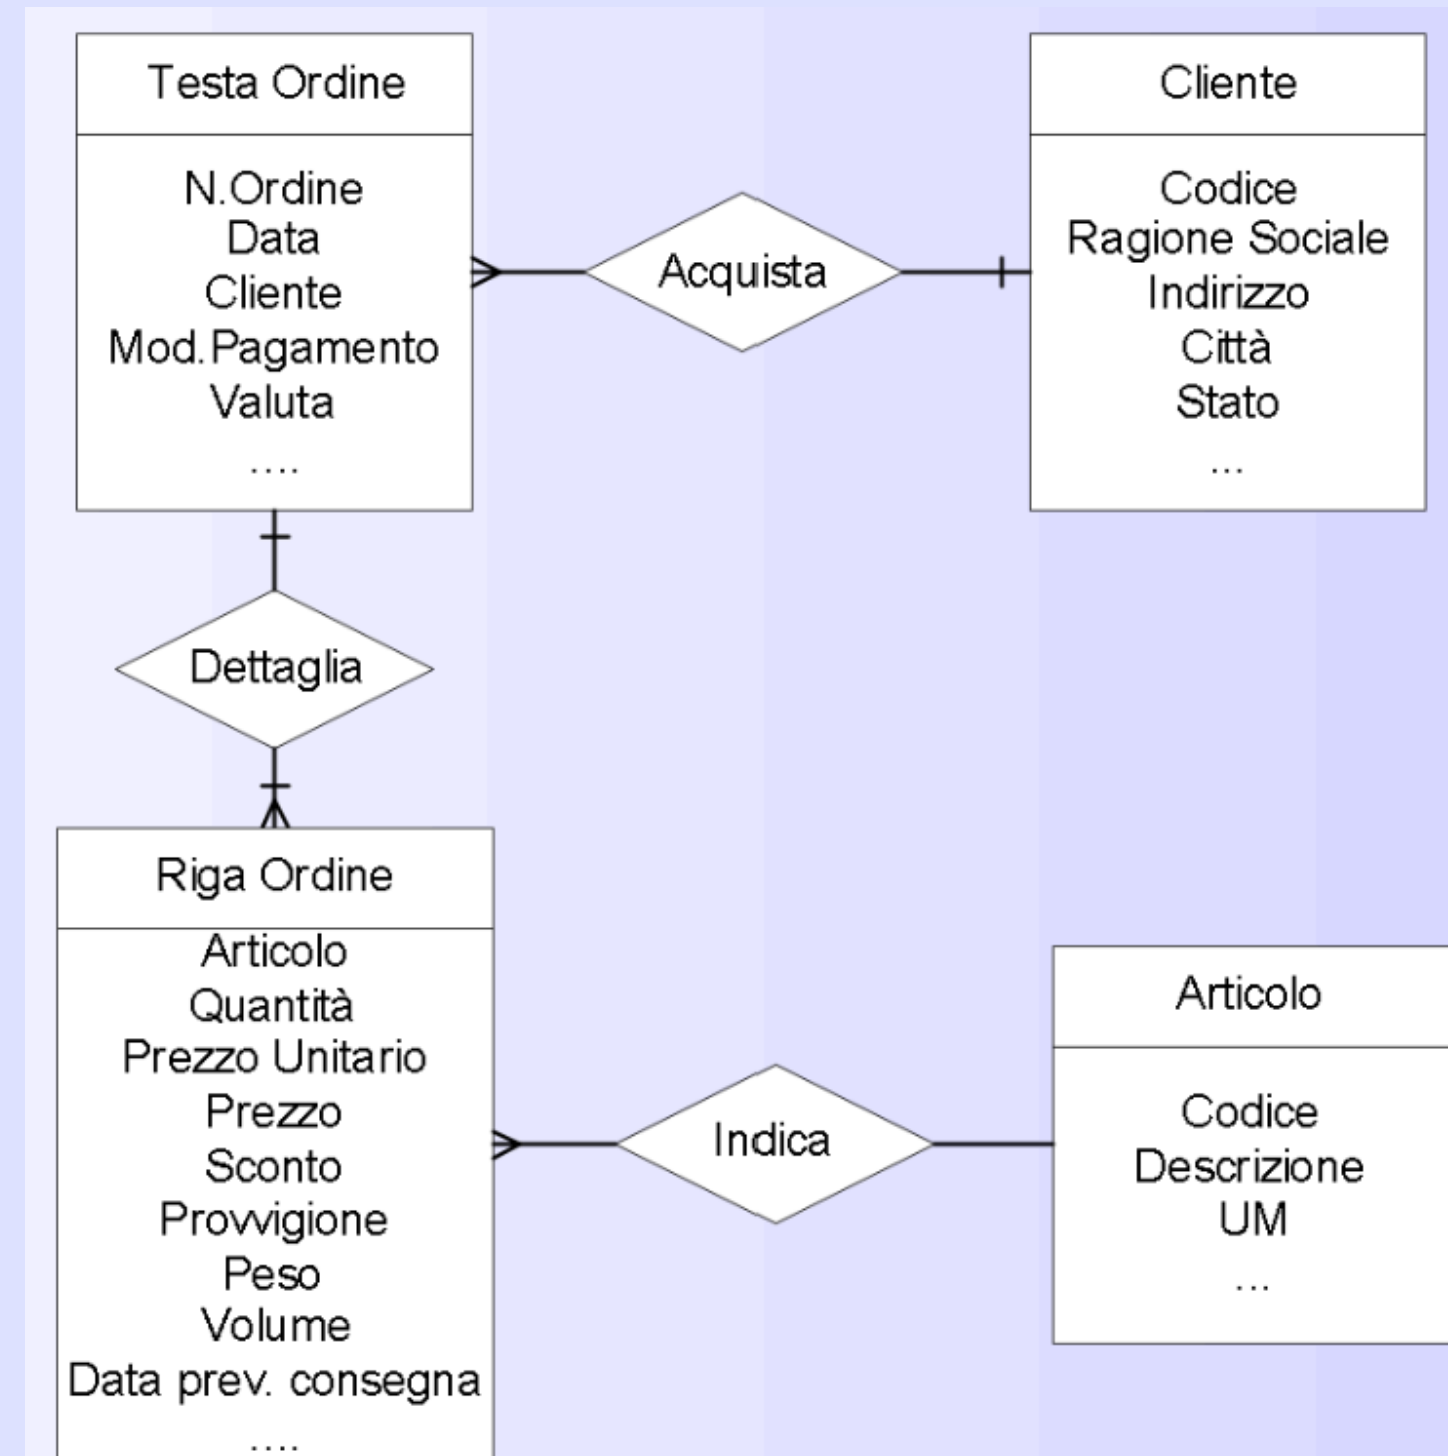 Testa Ordine
N.Ordine
Data
Cliente
Mod.Pagamento
Valuta
....
Acquista
Cliente
Codice
Ragione Sociale
Indirizzo
Città
Stato
...
Dettaglia
Riga Ordine
Articolo
Quantità
Prezzo Unitario
Prezzo
Sconto
Provvigione
Peso
Volume
Data prev. consegna
....
Indica
Articolo
Codice
Descrizione
UM
...